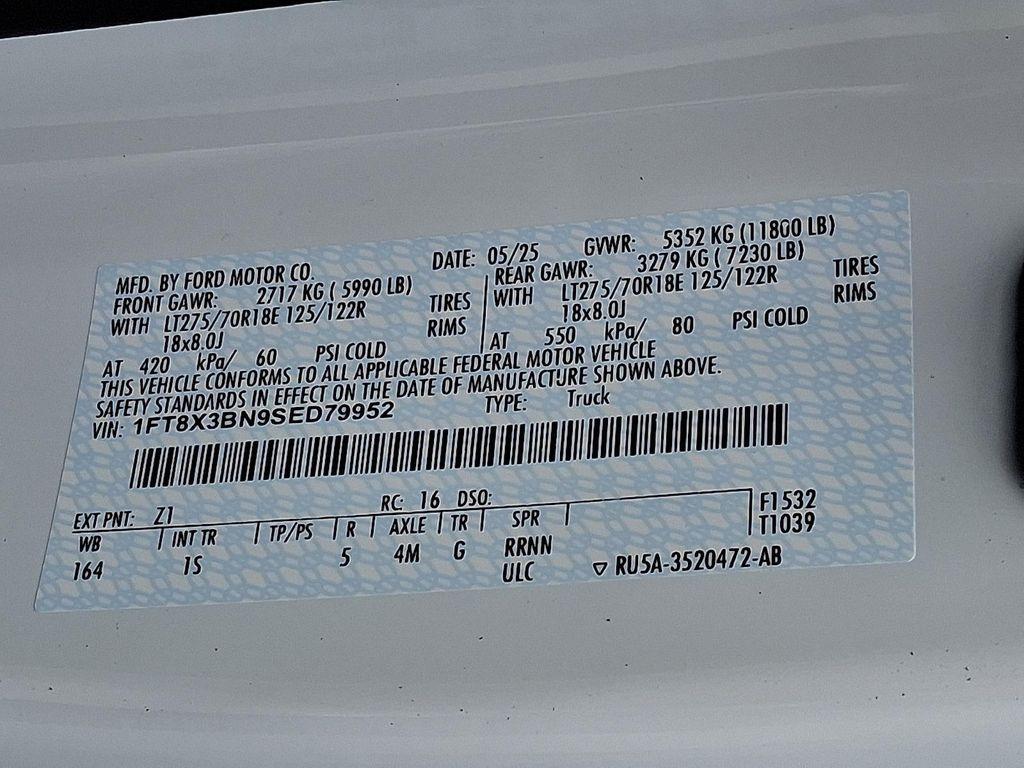 MFD. BY FORD MOTOR CO.
DATE: 05/25 GVWR: 5352 KG (11800 LB)
FRONT GAWR: 2717 KG ( 5990 LB)
REAR GAWR: 3279 KG ( 7230 LB)
WITH LT275/70R18E 125/122R TIRES
WITH LT275/70R18E 125/122R TIRES
18x8.0J RIMS
18x8.0J RIMS
AT 420 kPa/ 60 PSI COLD
AT 550 kPa/ 80 PSI COLD
THIS VEHICLE CONFORMS TO ALL APPLICABLE FEDERAL MOTOR VEHICLE
SAFETY STANDARDS IN EFFECT ON THE DATE OF MANUFACTURE SHOWN ABOVE.
VIN: 1FT8X3BN9SED79952 TYPE: Truck
EXT PNT: Z1 RC: 16 DSO:
WB INT TR TP/PS R AXLE TR SPR
164 1S 5 4M G RRNN
ULC
F1532
T1039
▽ RU5A-3520472-AB